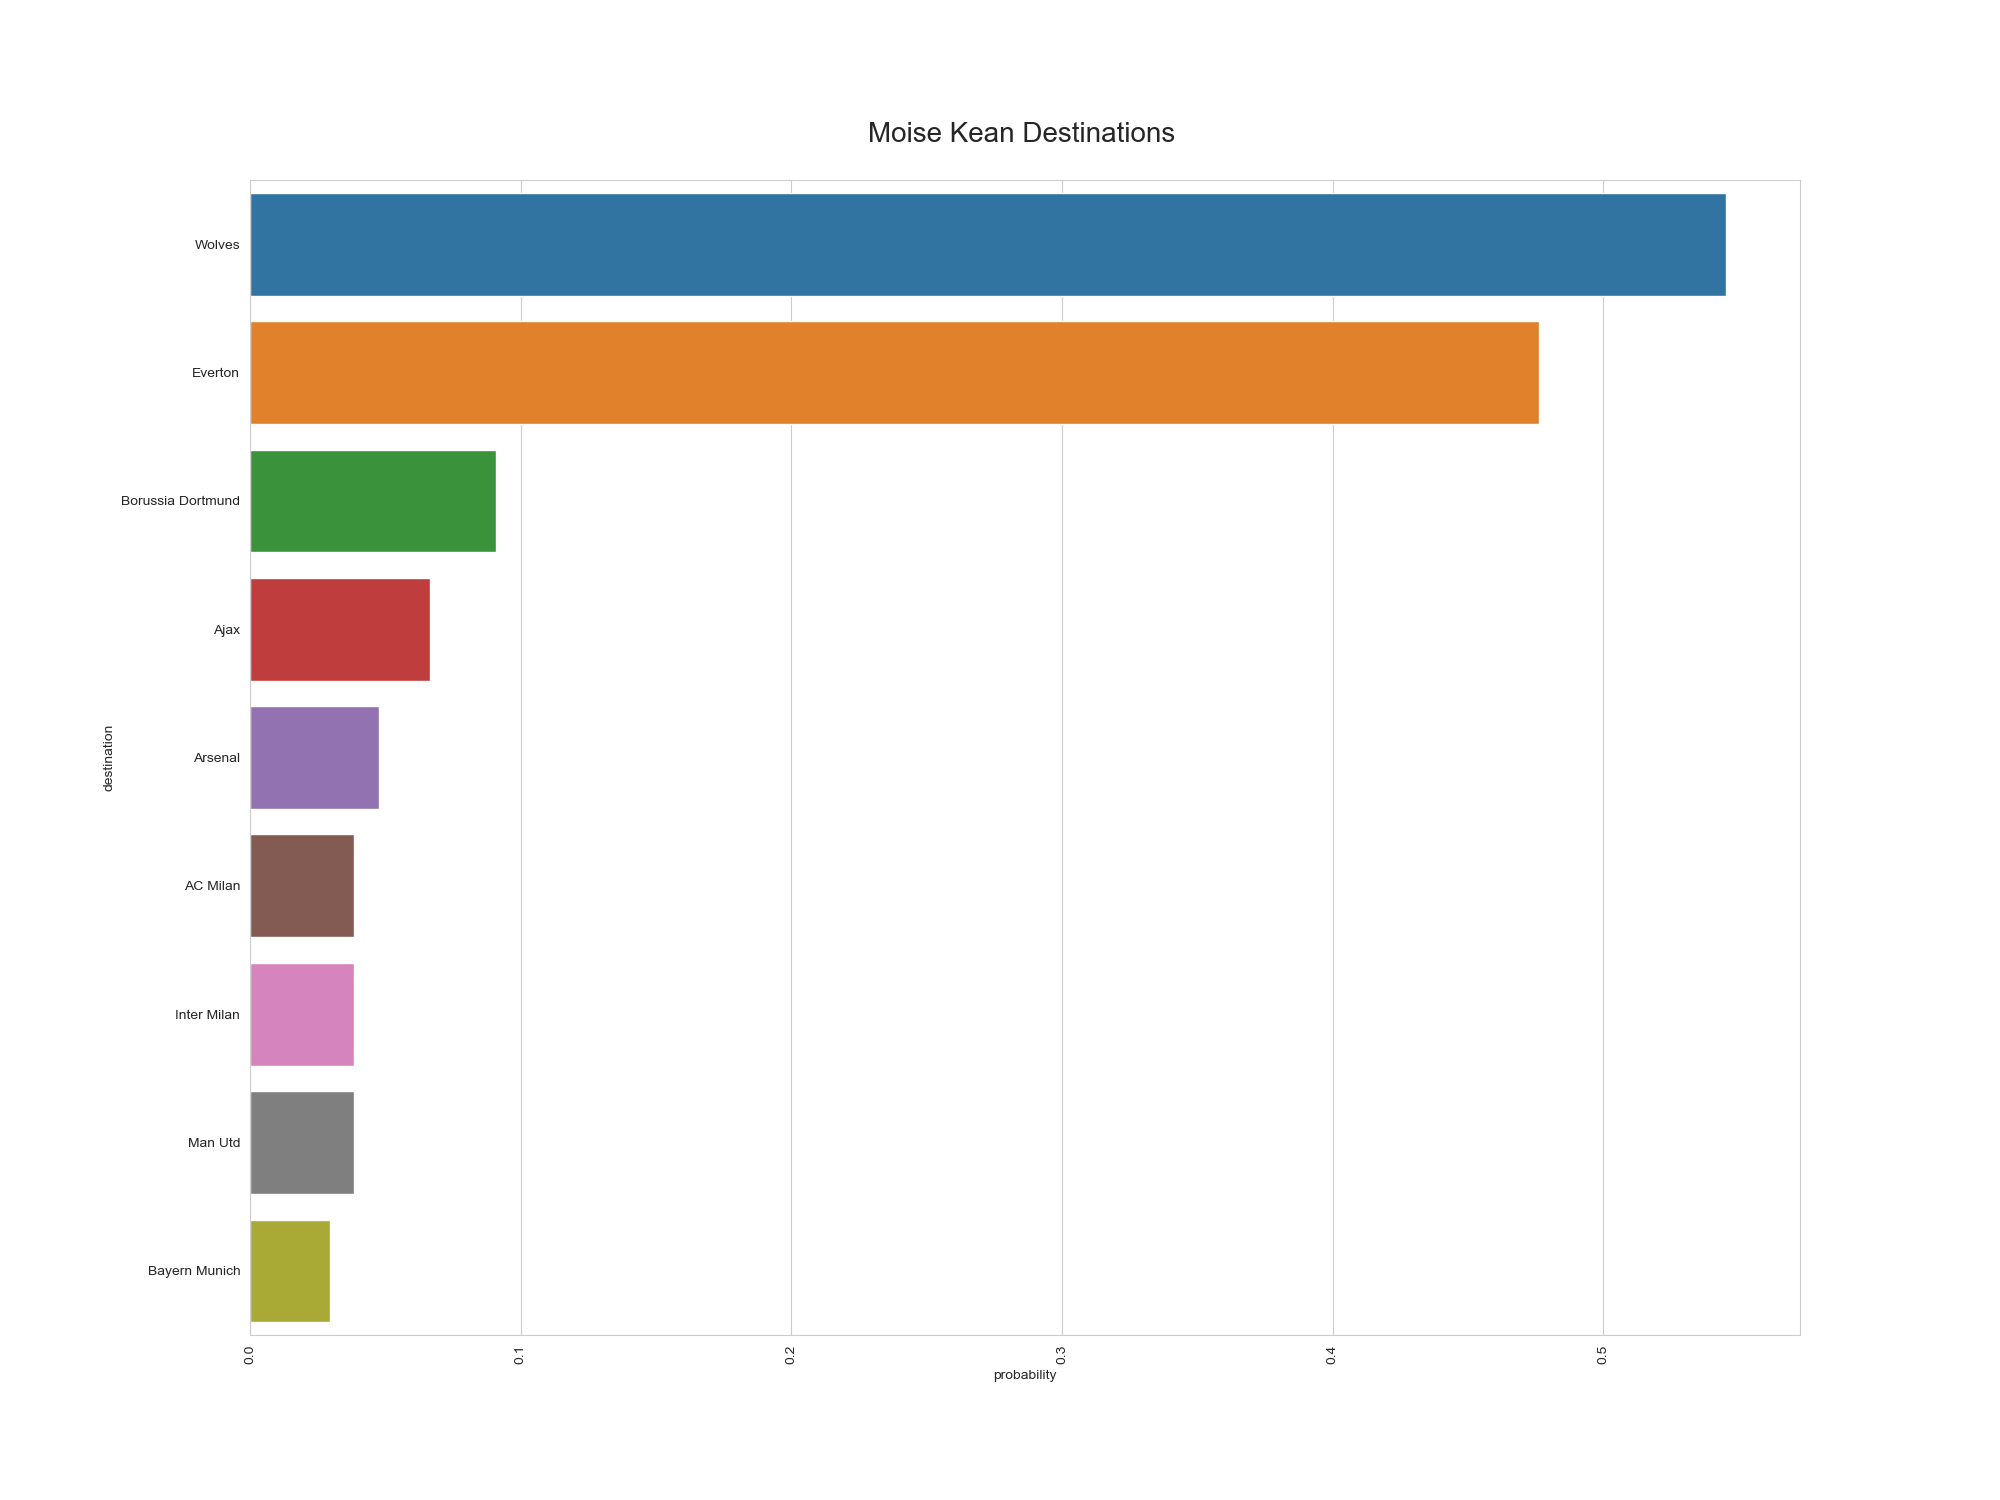 Moise Kean Destinations
Wolves
Everton
Borussia Dortmund
Ajax
Arsenal
AC Milan
Inter Milan
Man Utd
Bayern Munich
destination
0.0
0.1
0.2
0.3
0.4
0.5
probability